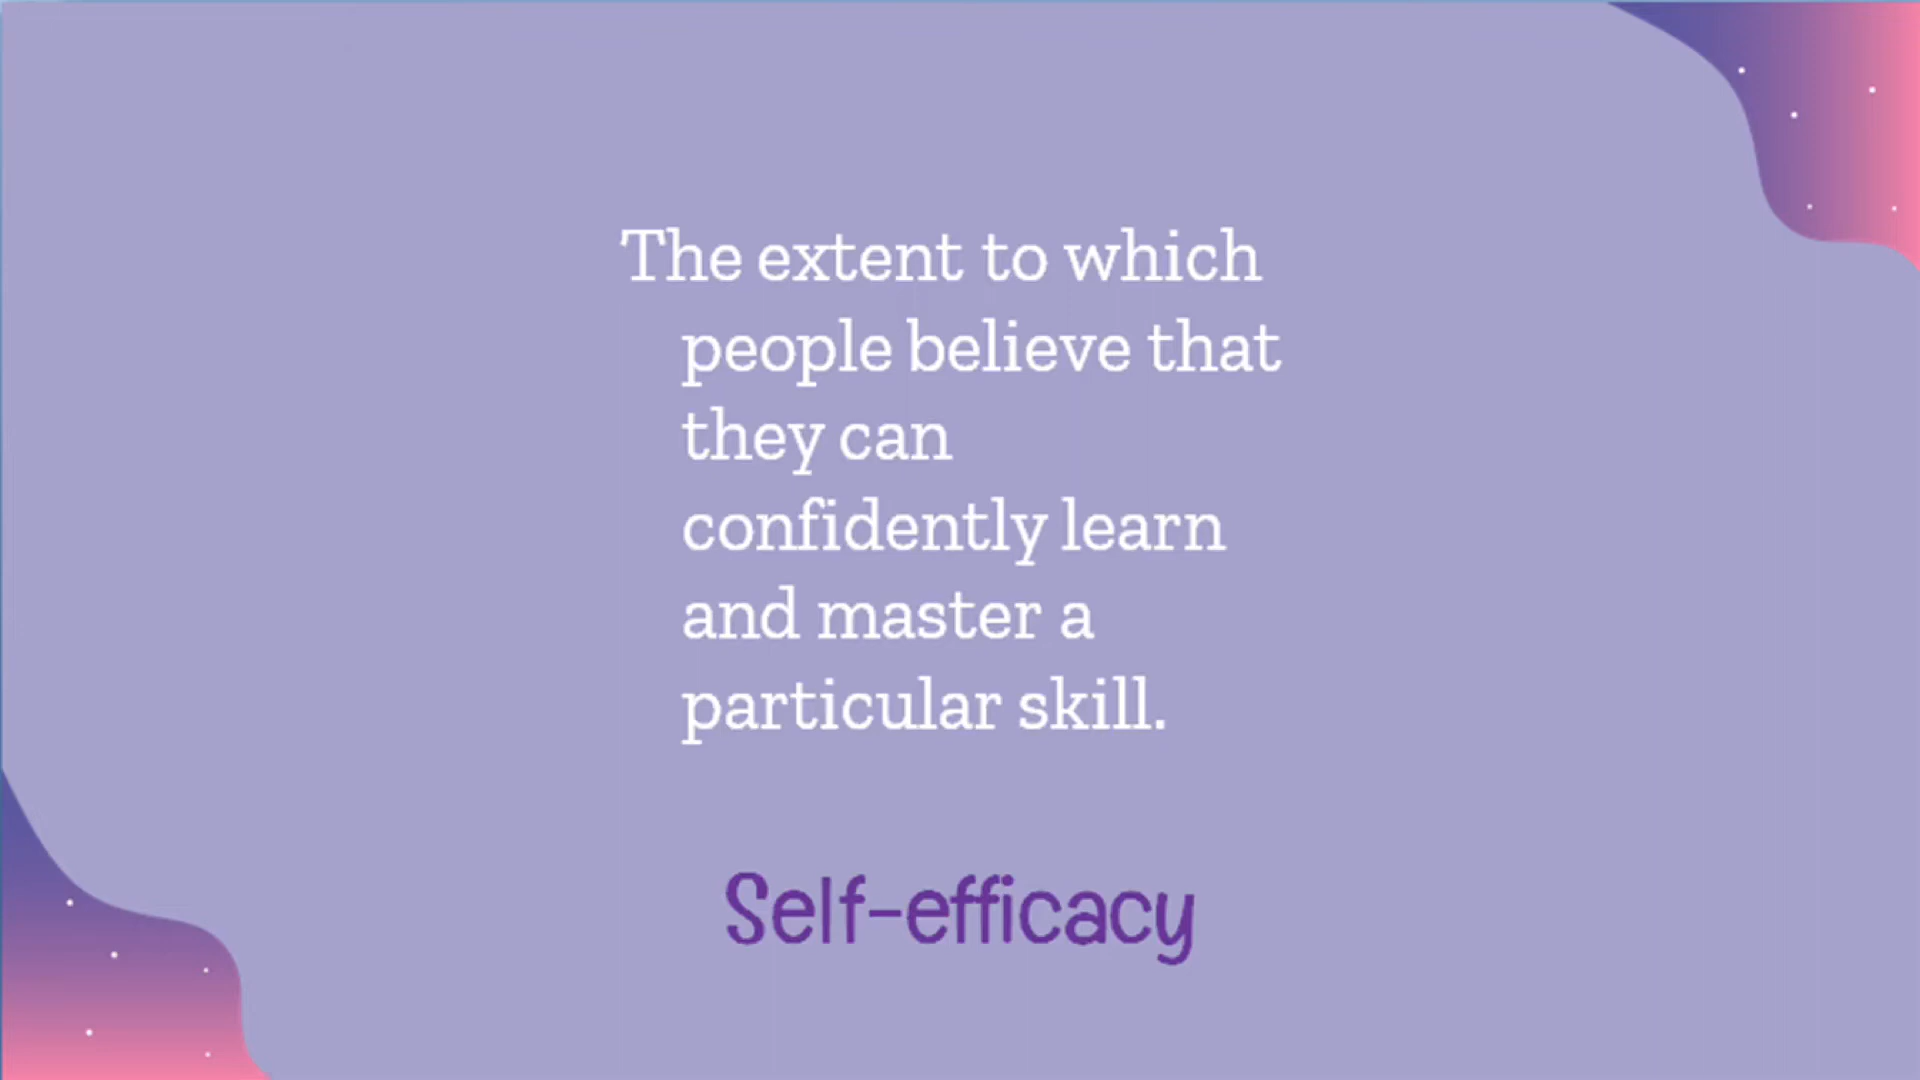 The extent to which
people believe that
they can
confidently learn
and master a
particular skill.
Self-efficacy